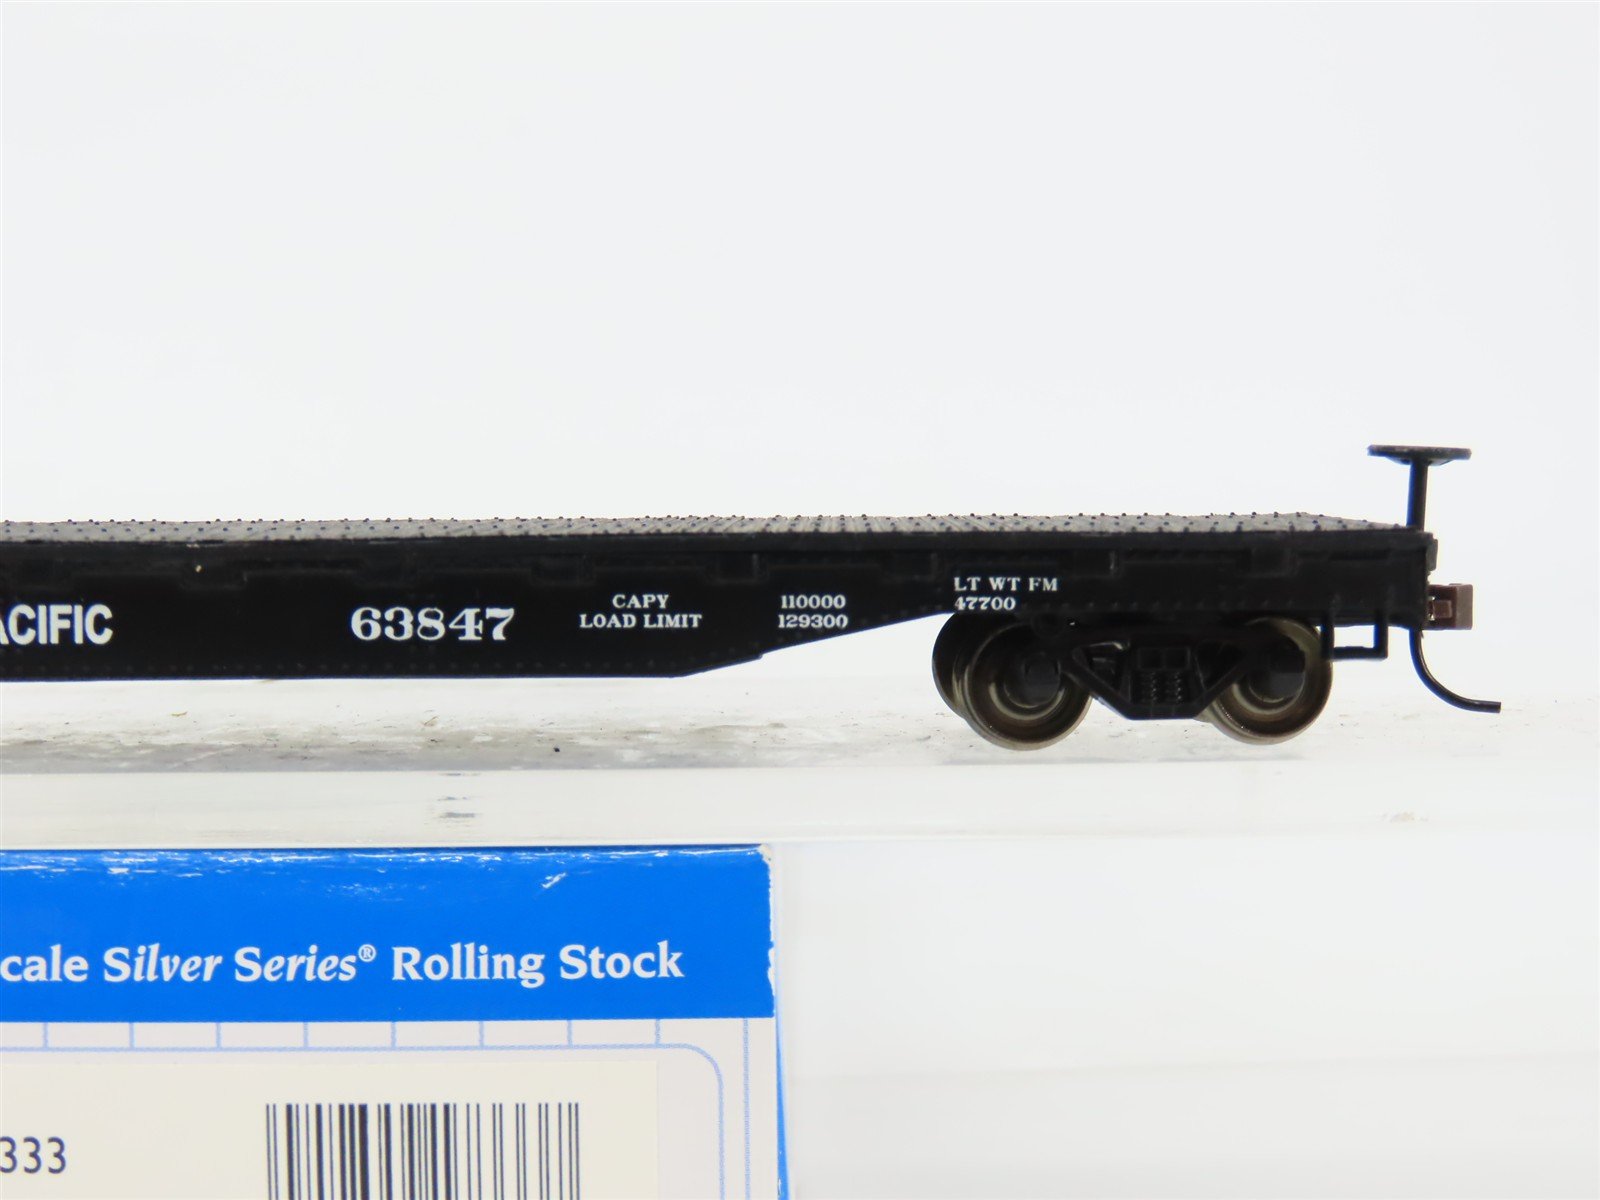 ACIFIC 63847 CAPY 110000 LT WT FM
LOAD LIMIT 129300 47700
cale Silver Series® Rolling Stock
333